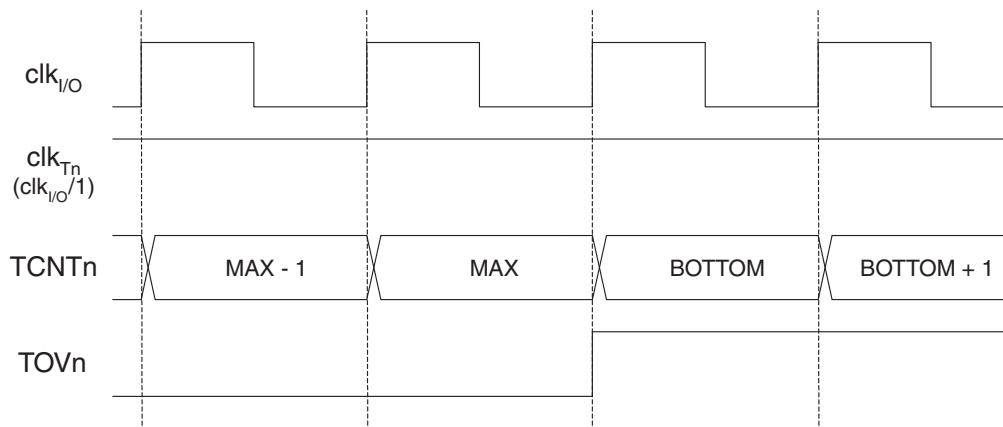 clkI/O
clkTn
(clkI/O/1)
TCNTn MAX - 1 MAX BOTTOM BOTTOM + 1
TOVn